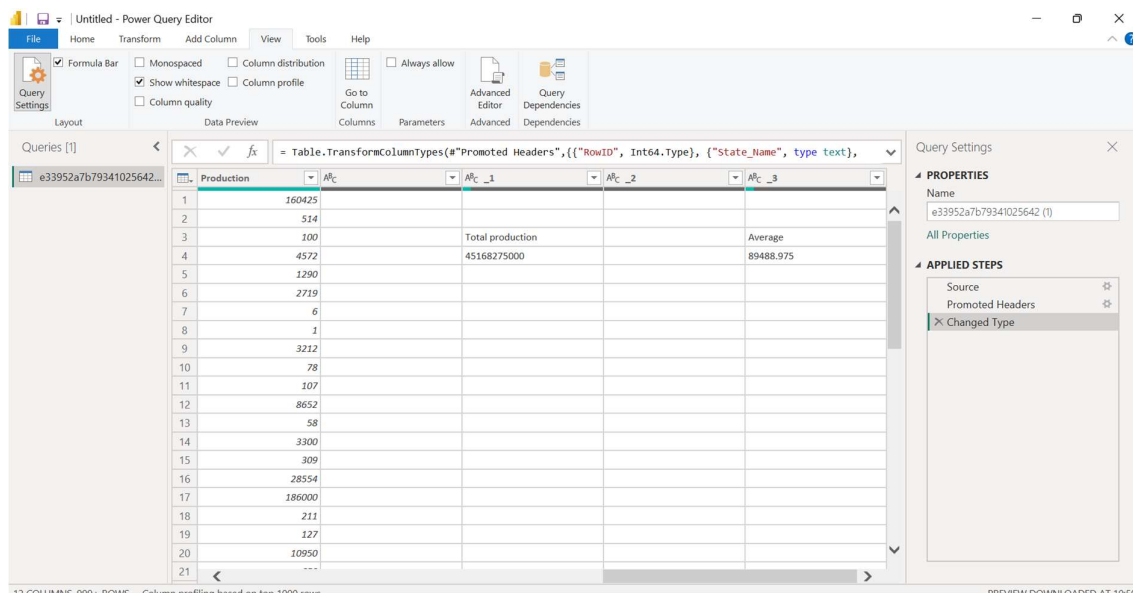 Untitled - Power Query Editor
File Home Transform Add Column View Tools Help
Query Settings
Formula Bar
Monospaced
Show whitespace
Column quality
Column distribution
Column profile
Go to Column
Always allow
Advanced Editor
Query Dependencies
Layout Data Preview Columns Parameters Advanced Dependencies
Queries [1]
e33952a7b79341025642...
fx = Table.TransformColumnTypes(#"Promoted Headers",{{"RowID", Int64.Type}, {"State_Name", type text},
Production ABC ABC _1 ABC _2 ABC _3
1 160425
2 514
3 100 Total production Average
4 4572 45168275000 89488.975
5 1290
6 2719
7 6
8 1
9 3212
10 78
11 107
12 8652
13 58
14 3300
15 309
16 28554
17 186000
18 211
19 127
20 10950
21
Query Settings
PROPERTIES
Name
e33952a7b79341025642 (1)
All Properties
APPLIED STEPS
Source
Promoted Headers
Changed Type